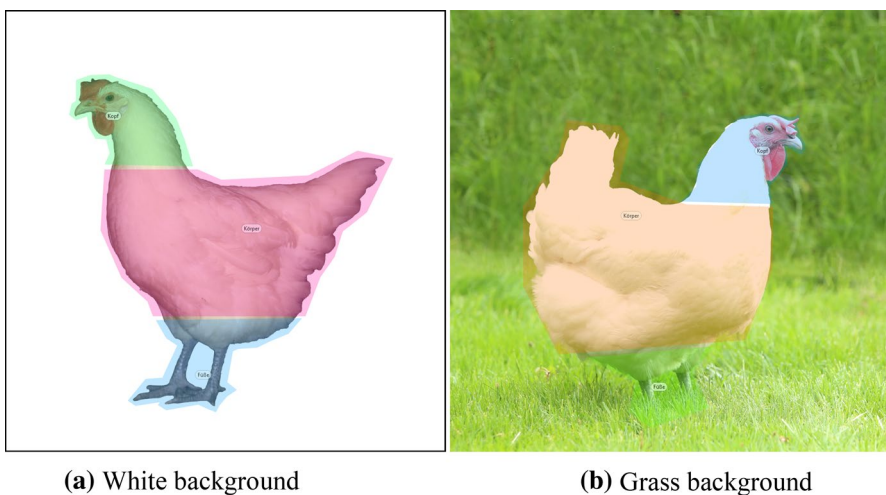 Kopf
Körper
Füße
Kopf
Körper
Füße
(a) White background
(b) Grass background